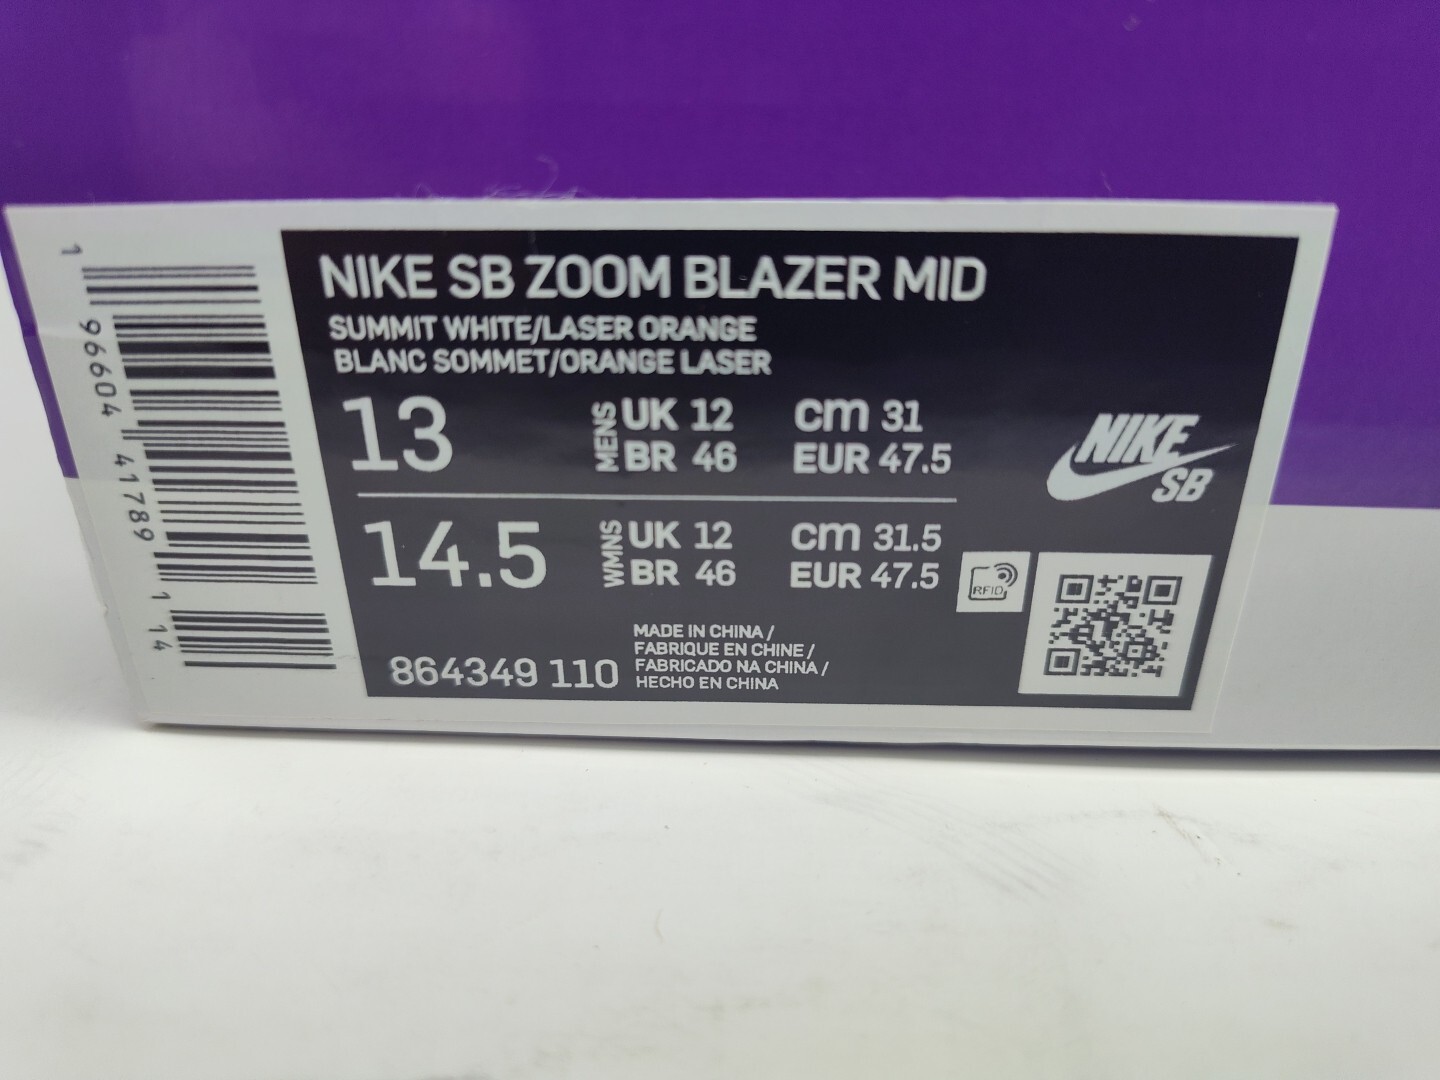 NIKE SB ZOOM BLAZER MID
SUMMIT WHITE/LASER ORANGE
BLANC SOMMET/ORANGE LASER
13
MENS
UK 12
cm 31
BR 46
EUR 47.5
NIKE
SB
14.5
WMNS
UK 12
cm 31.5
BR 46
EUR 47.5
RFID
864349 110
MADE IN CHINA /
FABRIQUE EN CHINE /
FABRICADO NA CHINA /
HECHO EN CHINA
1 96604 41789 1 14